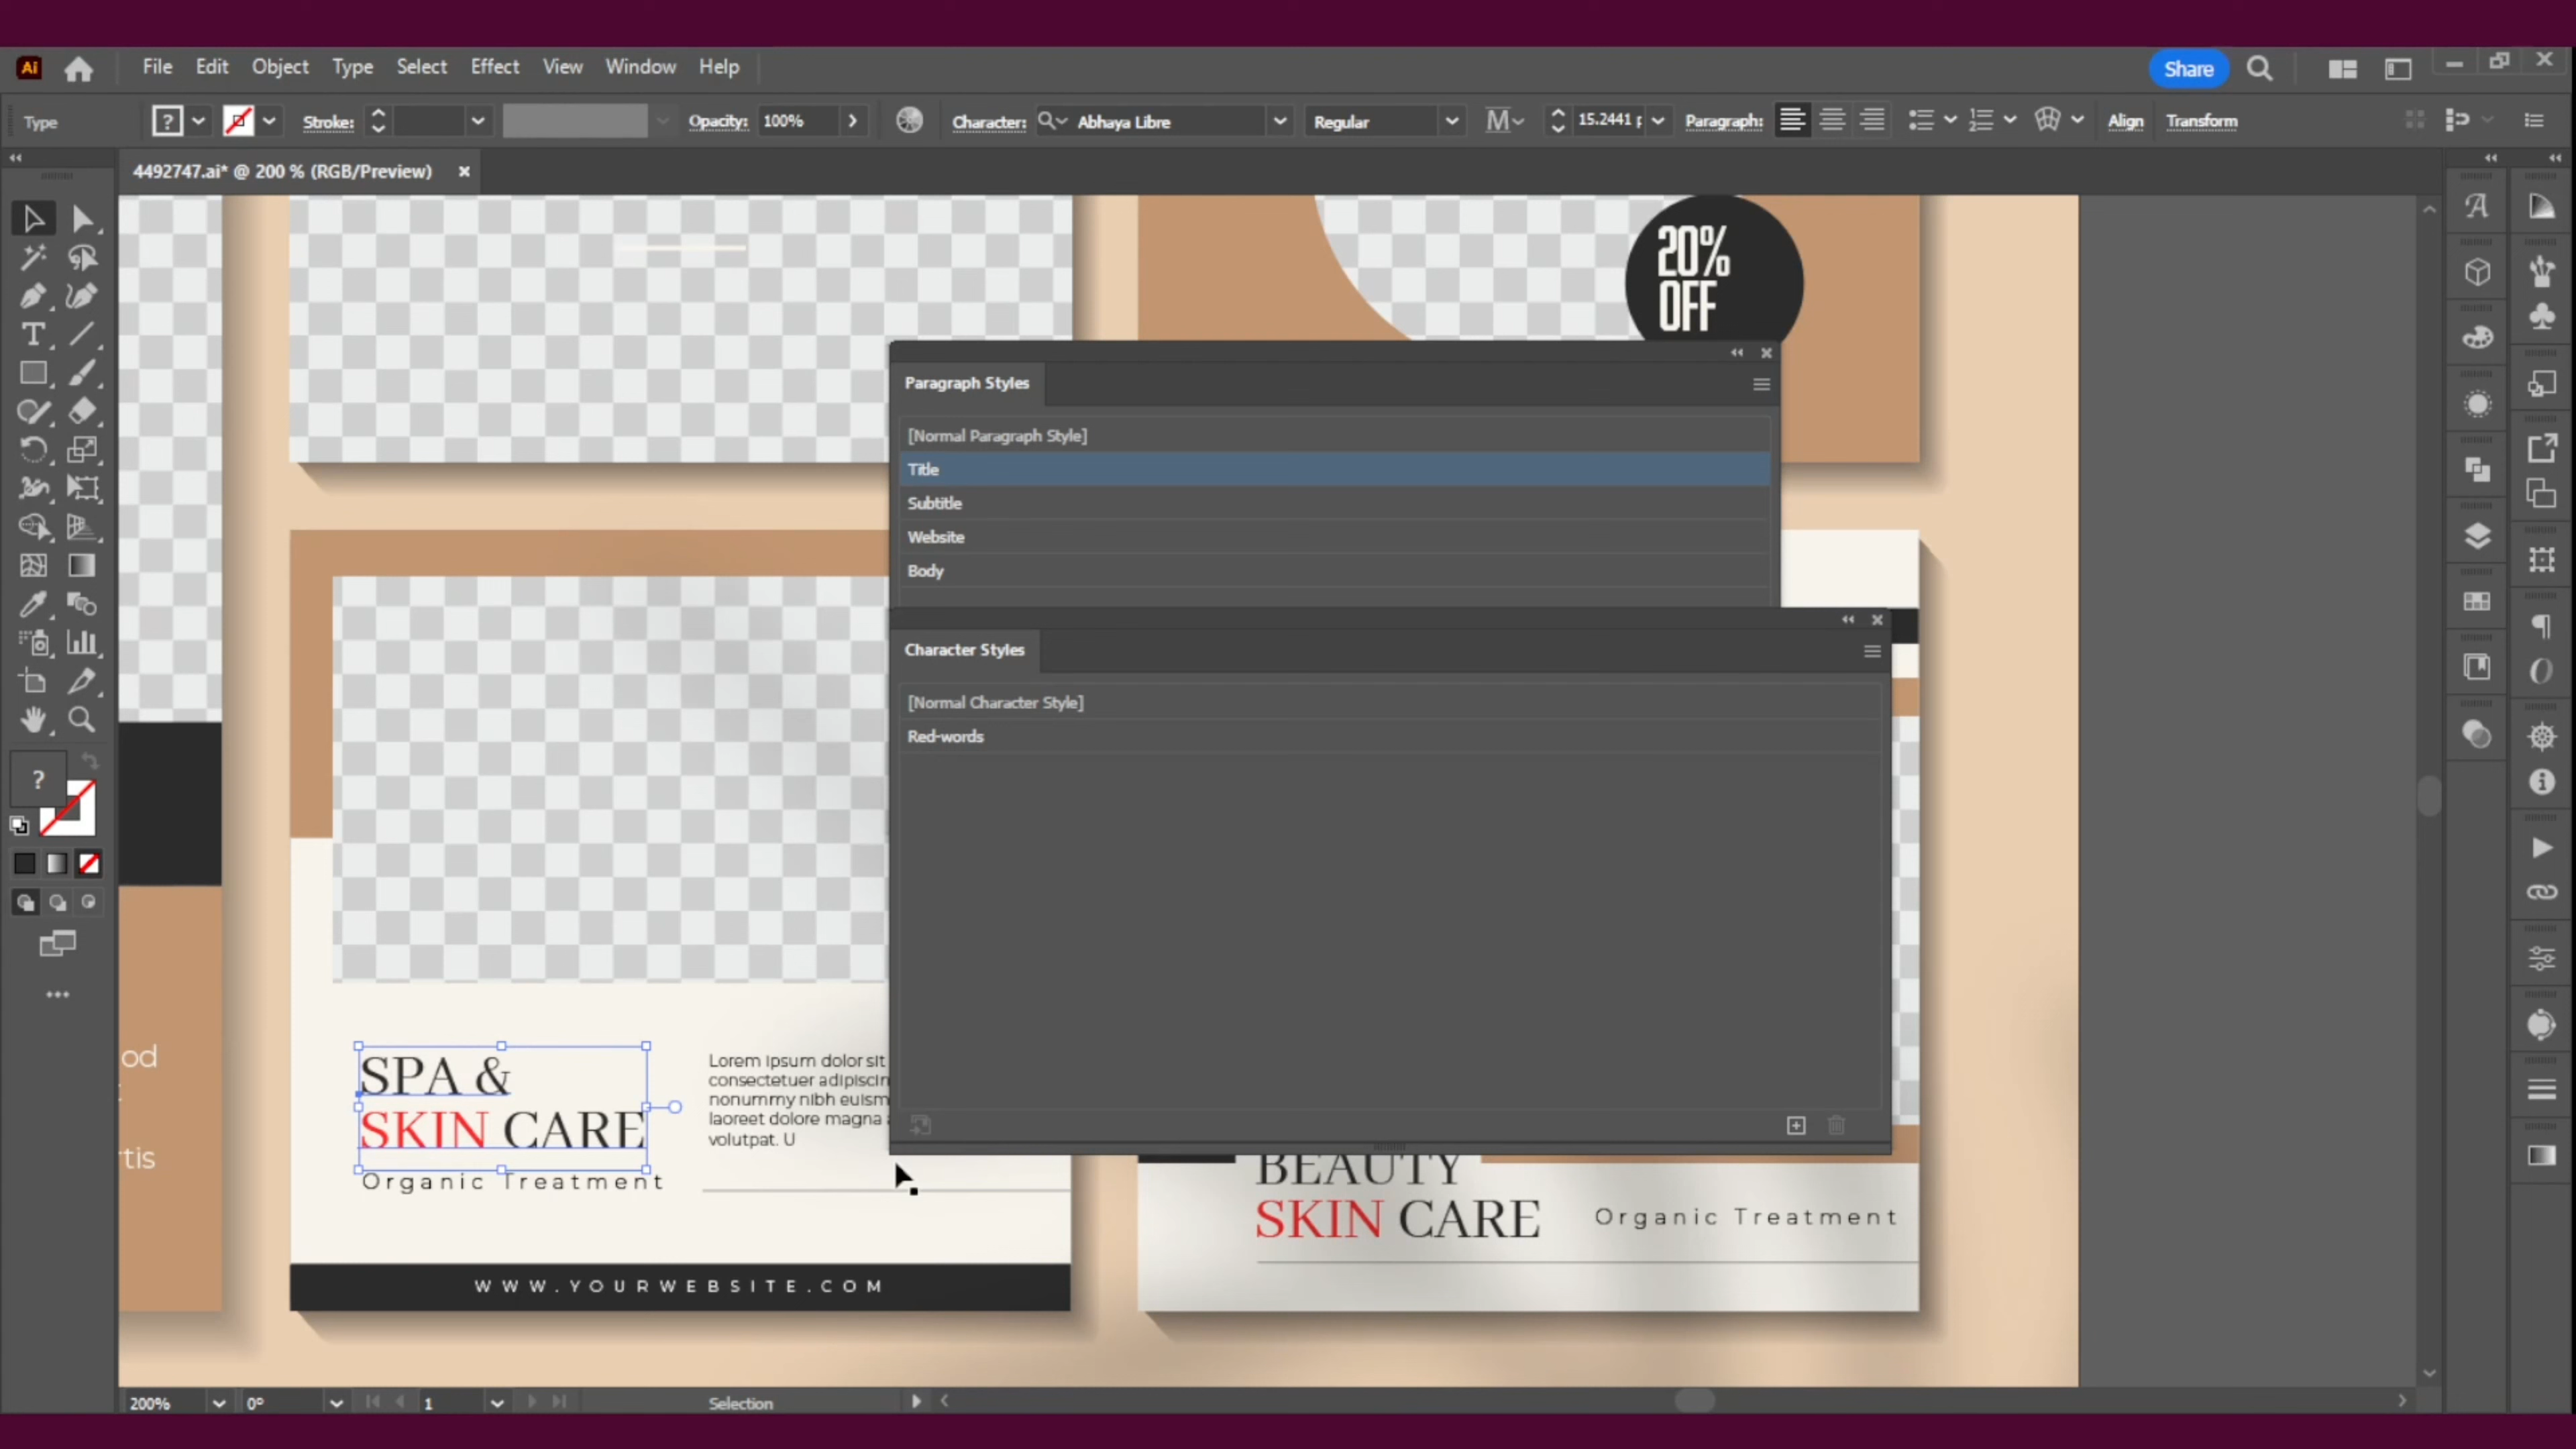 Ai File Edit Object Type Select Effect View Window Help Share
Type Stroke: Opacity: 100% Character: Abhaya Libre Regular 15.2441 Paragraph: Align Transform
4492747.ai* @ 200 % (RGB/Preview)
20%
OFF
Paragraph Styles
[Normal Paragraph Style]
Title
Subtitle
Website
Body
Character Styles
[Normal Character Style]
Red-words
od
rtis
SPA &
SKIN CARE
Organic Treatment
Lorem ipsum dolor sit
consectetuer adipiscin
nonummy nibh euism
laoreet dolore magna
volutpat. U
WWW.YOURWEBSITE.COM
BEAUTY
SKIN CARE
Organic Treatment
200% 0° 1 Selection